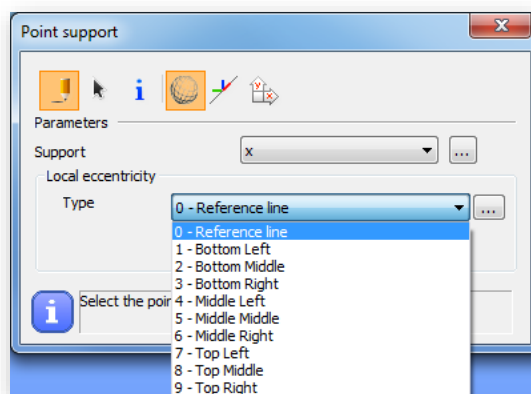 Point support
Parameters
Support
x
...
Local eccentricity
Type
0 - Reference line
...
0 - Reference line
1 - Bottom Left
2 - Bottom Middle
3 - Bottom Right
Select the poin
4 - Middle Left
5 - Middle Middle
6 - Middle Right
7 - Top Left
8 - Top Middle
9 - Top Right